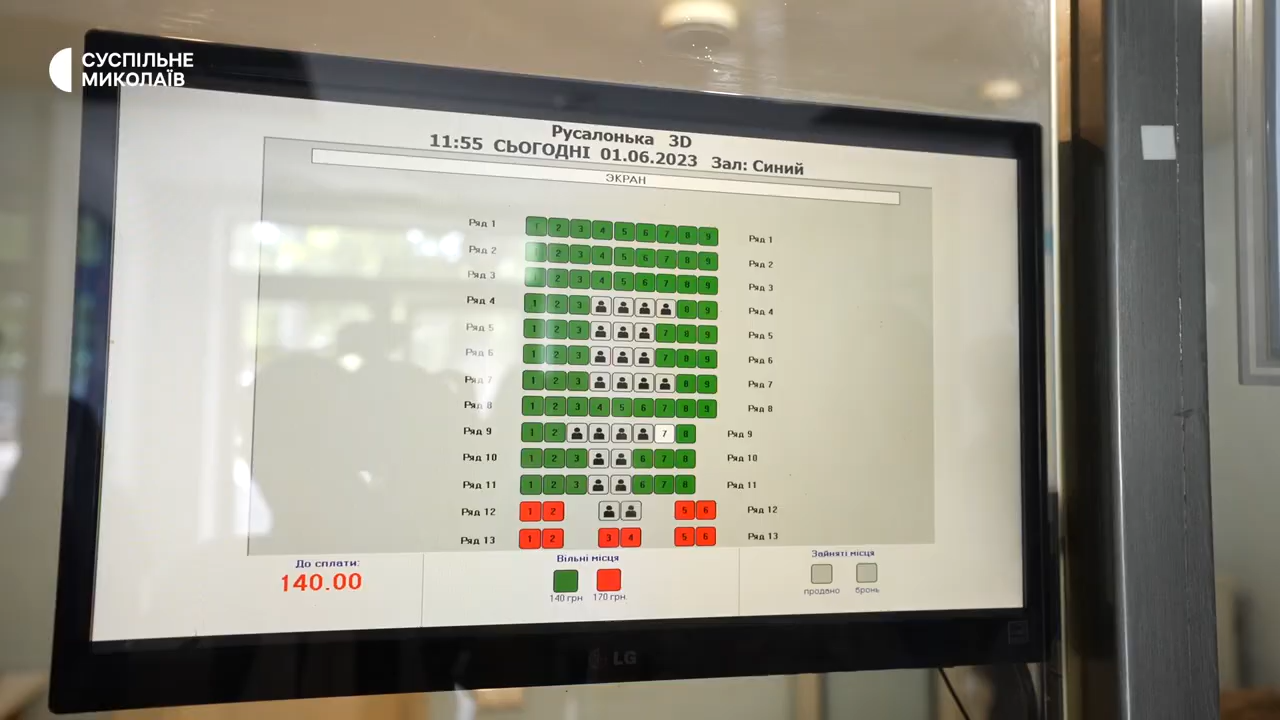 СУСПІЛЬНЕ
МИКОЛАЇВ
Русалонька 3D
11:55 СЬОГОДНІ 01.06.2023 Зал: Синий
ЭКРАН
Ряд 1 1 2 3 4 5 6 7 8 9 Ряд 1
Ряд 2 1 2 3 4 5 6 7 8 9 Ряд 2
Ряд 3 1 2 3 4 5 6 7 8 9 Ряд 3
Ряд 4 1 2 3 8 9 Ряд 4
Ряд 5 1 2 3 7 8 9 Ряд 5
Ряд 6 1 2 3 7 8 9 Ряд 6
Ряд 7 1 2 3 8 9 Ряд 7
Ряд 8 1 2 3 4 5 6 7 8 9 Ряд 8
Ряд 9 1 2 7 8 Ряд 9
Ряд 10 1 2 3 6 7 8 Ряд 10
Ряд 11 1 2 3 6 7 8 Ряд 11
Ряд 12 1 2 5 6 Ряд 12
Ряд 13 1 2 3 4 5 6 Ряд 13
До сплати:
140.00
Вільні місця
140 грн. 170 грн.
Зайняті місця
продано бронь
LG